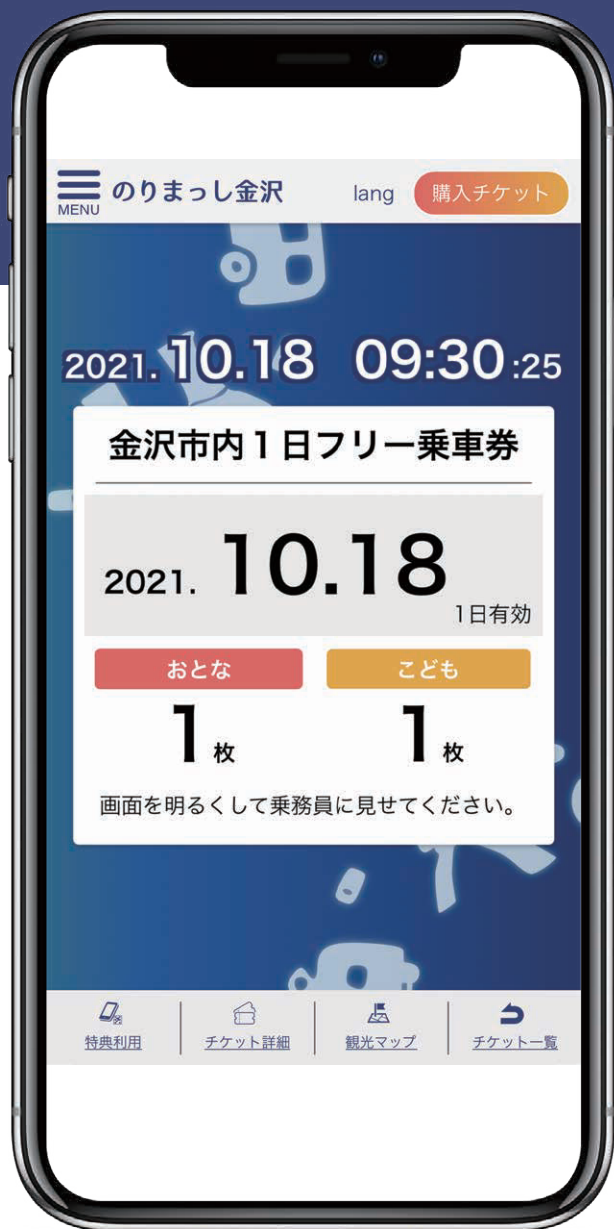 MENU
のりまっし金沢
lang
購入チケット
2021.10.18 09:30:25
金沢市内1日フリー乗車券
2021. 10.18
1日有効
おとな こども
1枚 1枚
画面を明るくして乗務員に見せてください。
特典利用 チケット詳細 観光マップ チケット一覧